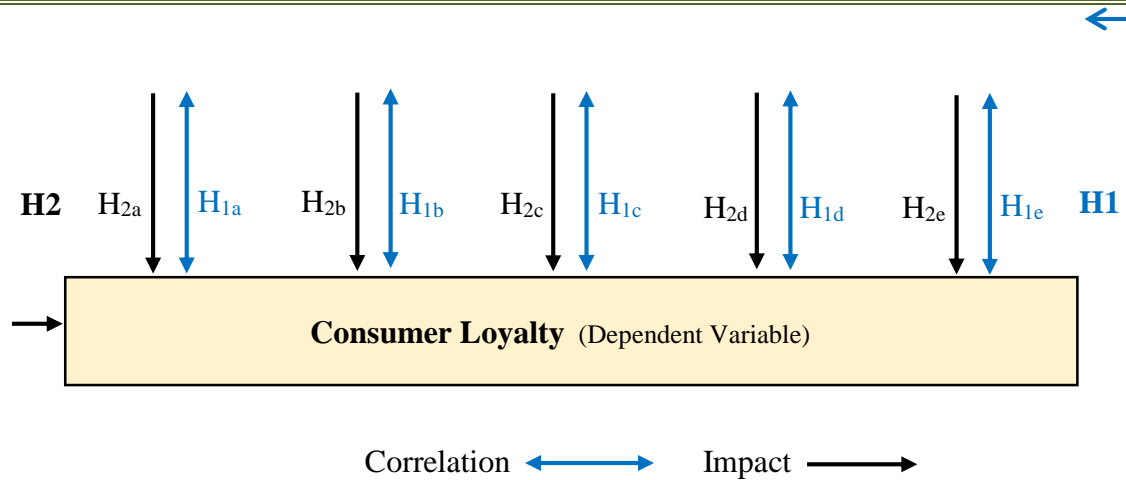 H2 H2a H1a H2b H1b H2c H1c H2d H1d H2e H1e H1
Consumer Loyalty (Dependent Variable)
Correlation Impact